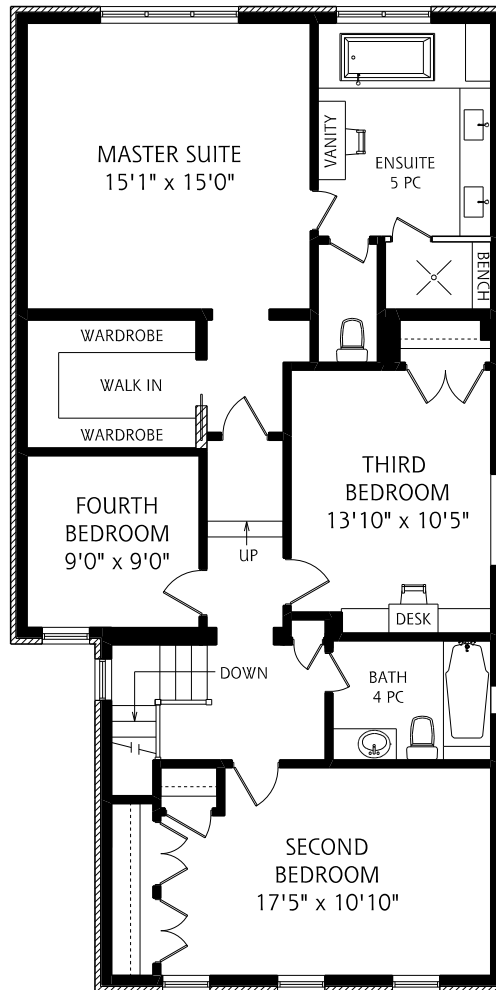 MASTER SUITE
15'1" x 15'0"
VANITY
ENSUITE
5 PC
BENCH
WARDROBE
WALK IN
WARDROBE
THIRD
BEDROOM
13'10" x 10'5"
FOURTH
BEDROOM
9'0" x 9'0"
UP
DESK
DOWN
BATH
4 PC
SECOND
BEDROOM
17'5" x 10'10"